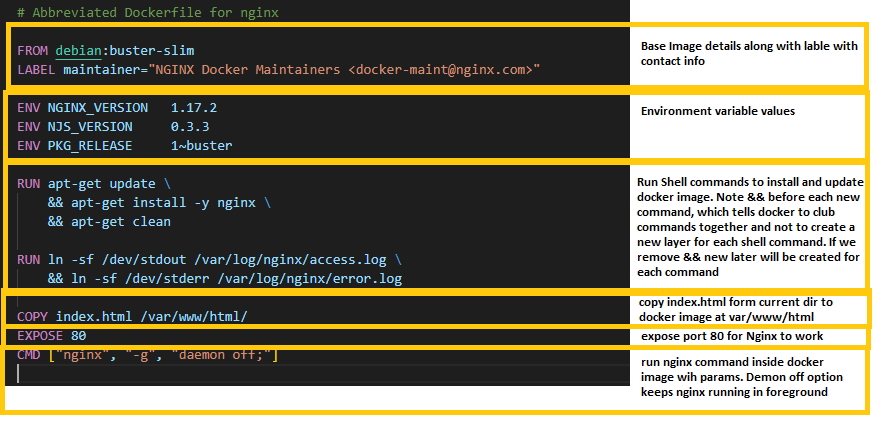 # Abbreviated Dockerfile for nginx
FROM debian:buster-slim
LABEL maintainer="NGINX Docker Maintainers <docker-maint@nginx.com>"
Base Image details along with lable with
contact info
ENV NGINX_VERSION   1.17.2
ENV NJS_VERSION     0.3.3
ENV PKG_RELEASE     1~buster
Environment variable values
RUN apt-get update \
    && apt-get install -y nginx \
    && apt-get clean
RUN ln -sf /dev/stdout /var/log/nginx/access.log \
    && ln -sf /dev/stderr /var/log/nginx/error.log
Run Shell commands to install and update
docker image. Note && before each new
command, which tells docker to club
commands together and not to create a
new layer for each shell command. If we
remove && new later will be created for
each command
COPY index.html /var/www/html/
copy index.html form current dir to
docker image at var/www/html
EXPOSE 80
expose port 80 for Nginx to work
CMD ["nginx", "-g", "daemon off;"]
run nginx command inside docker
image wih params. Demon off option
keeps nginx running in foreground